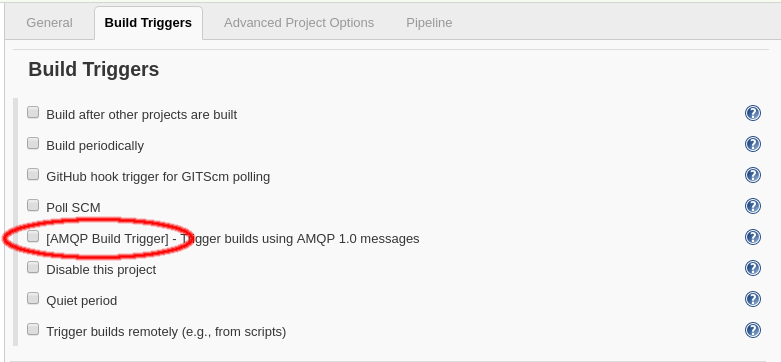 General Build Triggers Advanced Project Options Pipeline
Build Triggers
Build after other projects are built ?
Build periodically ?
GitHub hook trigger for GITScm polling ?
Poll SCM ?
[AMQP Build Trigger] - Trigger builds using AMQP 1.0 messages ?
Disable this project ?
Quiet period ?
Trigger builds remotely (e.g., from scripts) ?